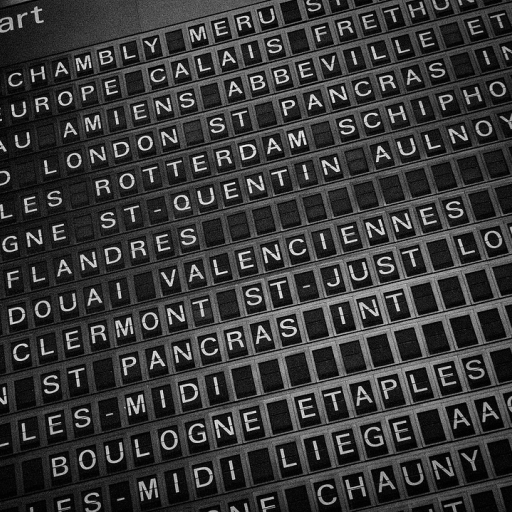 art
CHAMBLY MERU
EUROPE CALAIS FRETHUN
AU AMIENS ABBEVILLE ET
LONDON ST PANCRAS IN
LES ROTTERDAM SCHIPHO
GNE ST-QUENTIN AULNOY
FLANDRES
DOUAI VALENCIENNES
CLERMONT ST-JUST LO
N ST PANCRAS INT
LLES-MIDI
BOULOGNE ETAPLES
LES-MIDI LIEGE AAC
NE CHAUNY